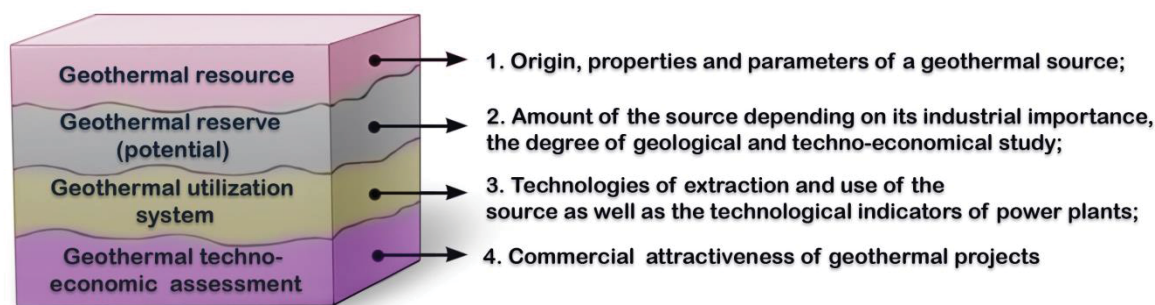 Geothermal resource
1. Origin, properties and parameters of a geothermal source;
Geothermal reserve
(potential)
2. Amount of the source depending on its industrial importance,
the degree of geological and techno-economical study;
Geothermal utilization
system
3. Technologies of extraction and use of the
source as well as the technological indicators of power plants;
Geothermal techno-
economic assessment
4. Commercial attractiveness of geothermal projects